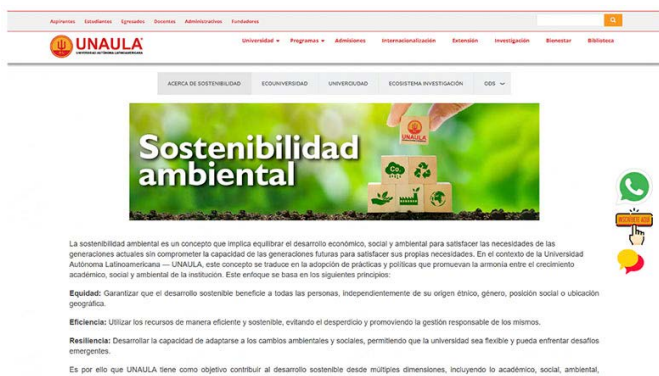 Aspirantes Estudiantes Egresados Docentes Administrativos Fundadores
UNAULA
UNIVERSIDAD AUTÓNOMA LATINOAMERICANA
Universidad Programas Admisiones Internacionalización Extensión Investigación Bienestar Biblioteca
ACERCA DE SOSTENIBILIDAD ECOUNIVERSIDAD UNIVERCIUDAD ECOSISTEMA INVESTIGACIÓN ODS
Sostenibilidad
ambiental
UNAULA
Co₂
La sostenibilidad ambiental es un concepto que implica equilibrar el desarrollo económico, social y ambiental para satisfacer las necesidades de las
generaciones actuales sin comprometer la capacidad de las generaciones futuras para satisfacer sus propias necesidades. En el contexto de la Universidad
Autónoma Latinoamericana — UNAULA, este concepto se traduce en la adopción de prácticas y políticas que promuevan la armonía entre el crecimiento
académico, social y ambiental de la institución. Este enfoque se basa en los siguientes principios:
Equidad: Garantizar que el desarrollo sostenible beneficie a todas las personas, independientemente de su origen étnico, género, posición social o ubicación
geográfica.
Eficiencia: Utilizar los recursos de manera eficiente y sostenible, evitando el desperdicio y promoviendo la gestión responsable de los mismos.
Resiliencia: Desarrollar la capacidad de adaptarse a los cambios ambientales y sociales, permitiendo que la universidad sea flexible y pueda enfrentar desafíos
emergentes.
Es por ello que UNAULA tiene como objetivo contribuir al desarrollo sostenible desde múltiples dimensiones, incluyendo lo académico, social, ambiental,
INSCRÍBETE AQUÍ